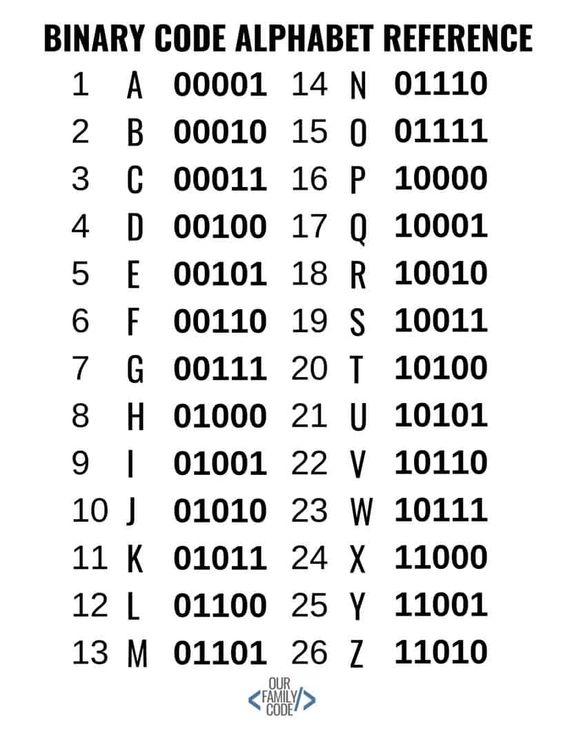 BINARY CODE ALPHABET REFERENCE
1 A 00001 14 N 01110
2 B 00010 15 O 01111
3 C 00011 16 P 10000
4 D 00100 17 Q 10001
5 E 00101 18 R 10010
6 F 00110 19 S 10011
7 G 00111 20 T 10100
8 H 01000 21 U 10101
9 I 01001 22 V 10110
10 J 01010 23 W 10111
11 K 01011 24 X 11000
12 L 01100 25 Y 11001
13 M 01101 26 Z 11010
OUR
<FAMILY/>
CODE